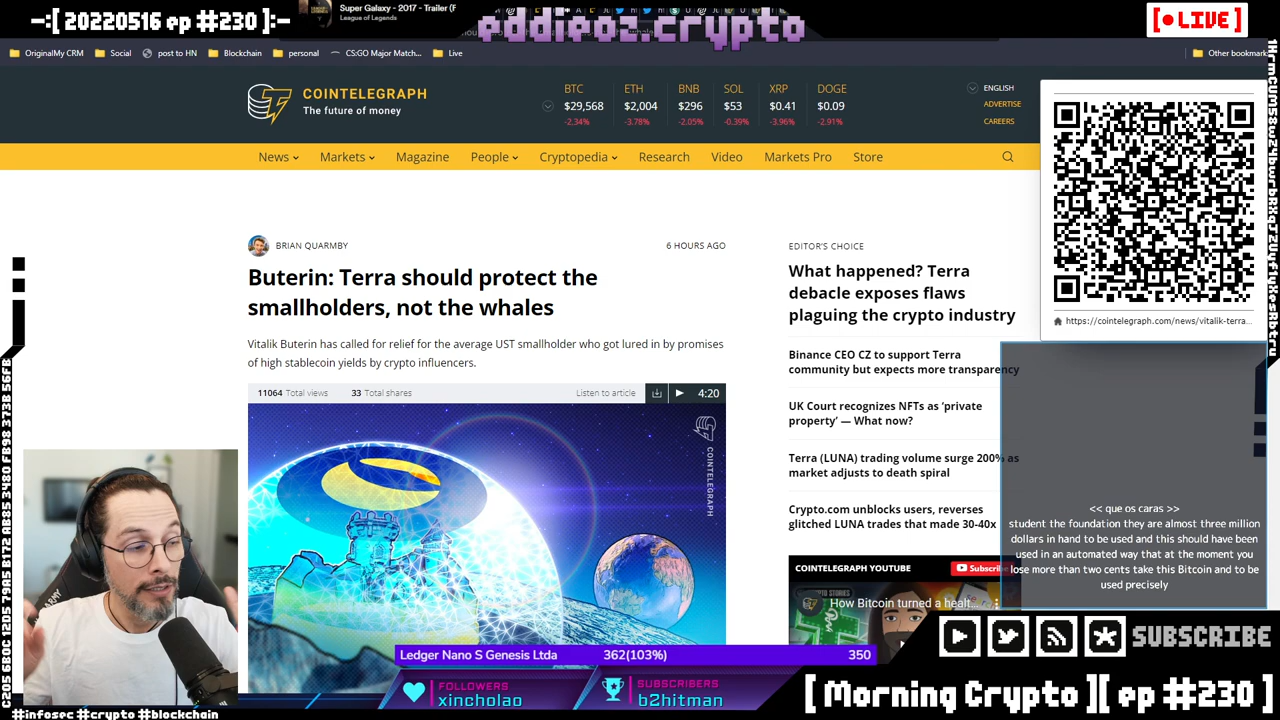 -:[ 20220516 ep #230 ]:-
Super Galaxy - 2017 - Trailer (F
League of Legends
eddieoz.crypto
[● LIVE]
OriginalMy CRM
Social
post to HN
Blockchain
personal
CS:GO Major Match...
Live
Other bookmark
COINTELEGRAPH
The future of money
BTC ETH BNB SOL XRP DOGE
$29,568 $2,004 $296 $53 $0.41 $0.09
-2.34% -3.78% -2.05% -0.39% -3.96% -2.91%
ENGLISH
ADVERTISE
CAREERS
News Markets Magazine People Cryptopedia Research Video Markets Pro Store
BRIAN QUARMBY
6 HOURS AGO
Buterin: Terra should protect the
smallholders, not the whales
Vitalik Buterin has called for relief for the average UST smallholder who got lured in by promises
of high stablecoin yields by crypto influencers.
11064 Total views 33 Total shares Listen to article 4:20
COINTELEGRAPH
EDITOR'S CHOICE
What happened? Terra
debacle exposes flaws
plaguing the crypto industry
Binance CEO CZ to support Terra
community but expects more transparency
UK Court recognizes NFTs as 'private
property' — What now?
Terra (LUNA) trading volume surge 200% as
market adjusts to death spiral
Crypto.com unblocks users, reverses
glitched LUNA trades that made 30-40x
COINTELEGRAPH YOUTUBE
Subscribe
How Bitcoin turned a healt...
https://cointelegraph.com/news/vitalik-terra...
<< que os caras >>
student the foundation they are almost three million
dollars in hand to be used and this should have been
used in an automated way that at the moment you
lose more than two cents take this Bitcoin and to be
used precisely
Ledger Nano S Genesis Ltda 362(103%) 350
FOLLOWERS
xincholao
SUBSCRIBERS
b2hitman
SUBSCRIBE
[ Morning Crypto ][ ep #230 ]
#infosec #crypto #blockchain